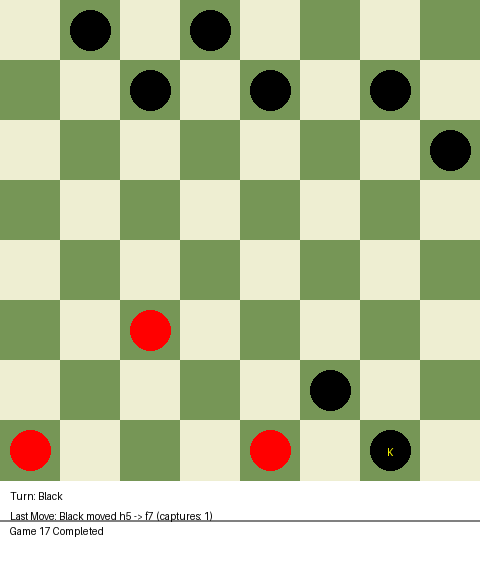 K
Turn: Black
Last Move: Black moved h5 -> f7 (captures: 1)
Game 17 Completed